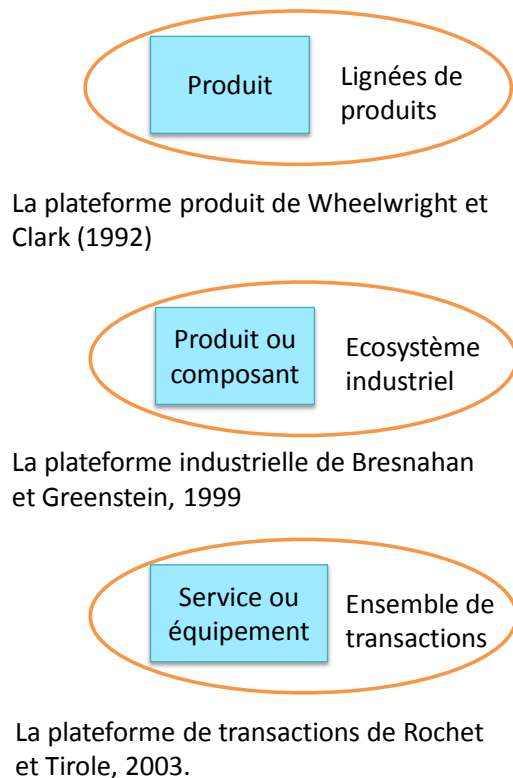 Produit
Lignées de
produits
La plateforme produit de Wheelwright et
Clark (1992)
Produit ou
composant
Ecosystème
industriel
La plateforme industrielle de Bresnahan
et Greenstein, 1999
Service ou
équipement
Ensemble de
transactions
La plateforme de transactions de Rochet
et Tirole, 2003.